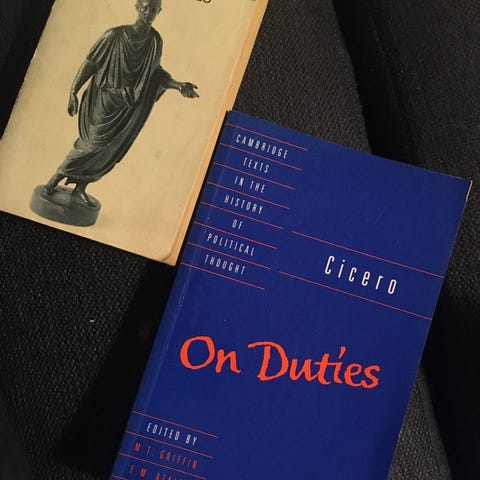 CAMBRIDGE
TEXTS
IN THE
HISTORY
OF
POLITICAL
THOUGHT
Cicero
On Duties
EDITED BY
M. T. GRIFFIN
E. M.